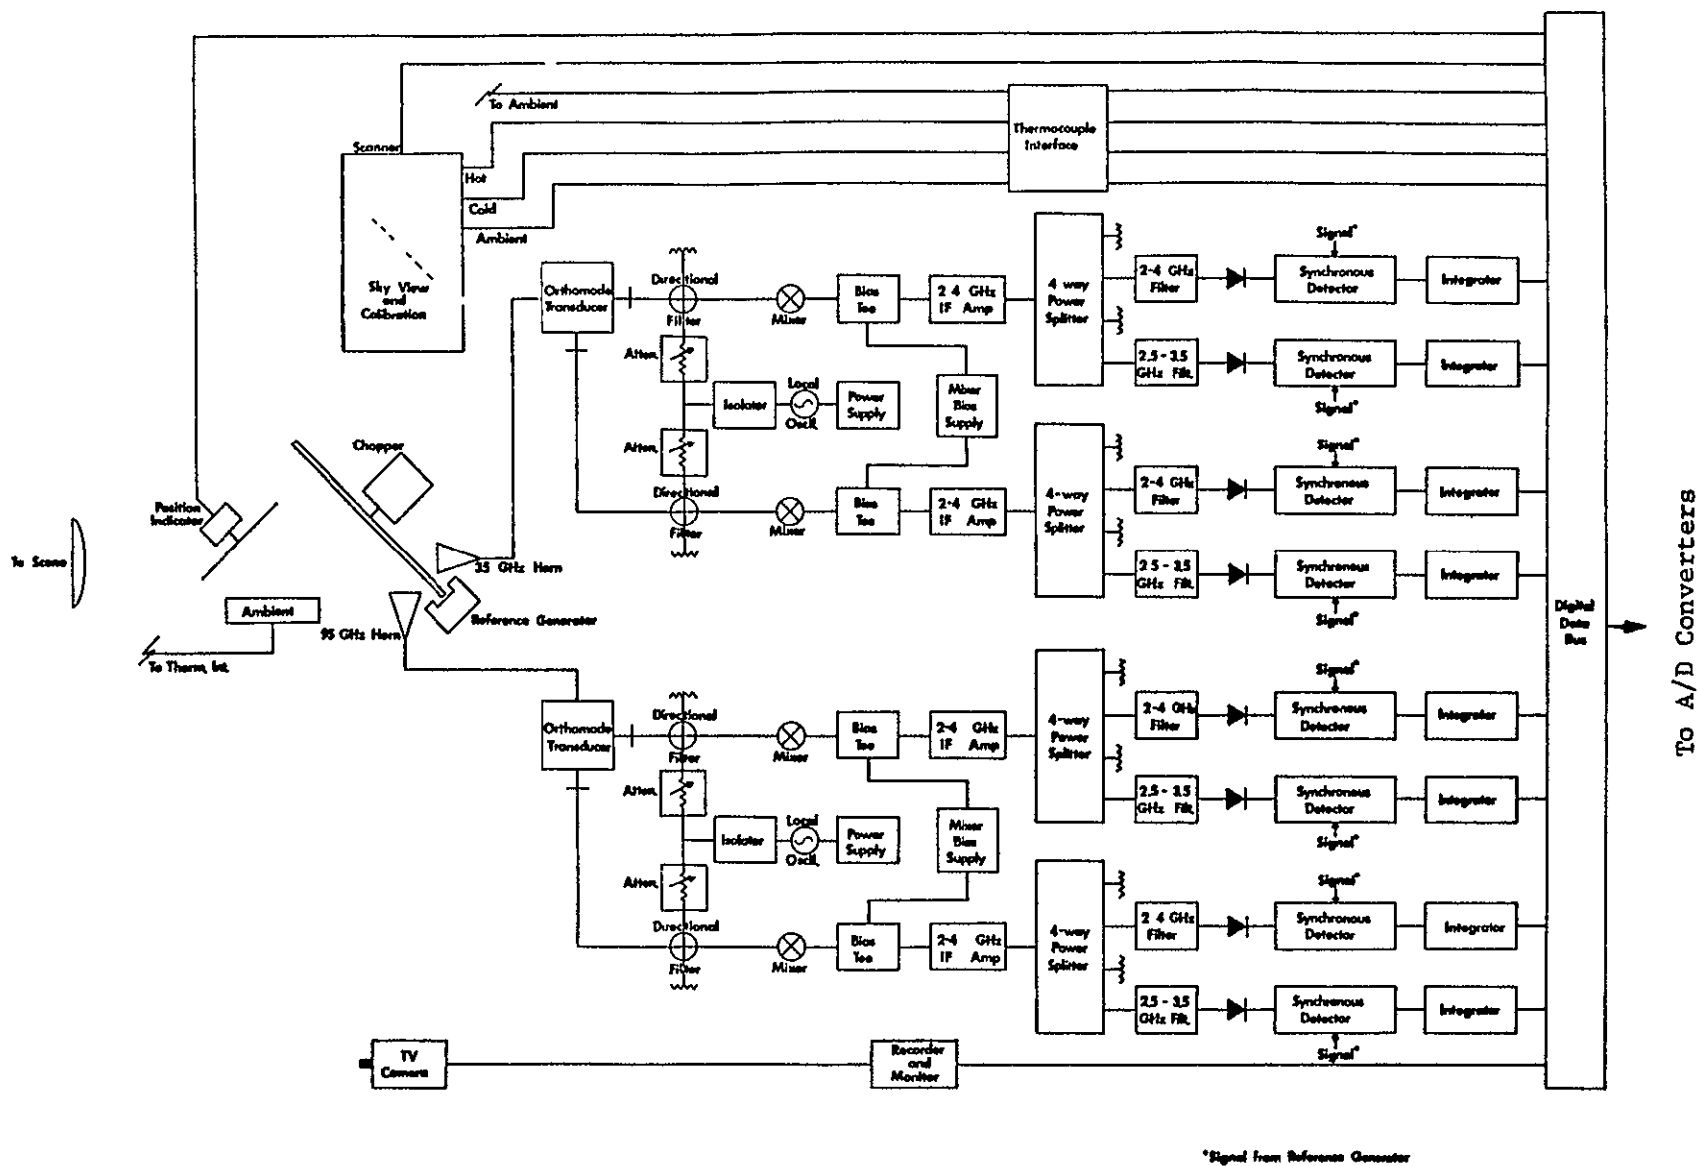 To Ambient
Thermocouple
Interface
Scanner
Hot
Cold
Ambient
Sky View
and
Calibration
Orthomode
Transducer
Directional
Filter
Mixer
Bias
Tee
2 4 GHz
IF Amp
4 way
Power
Splitter
2-4 GHz
Filter
Signal*
Synchronous
Detector
Integrator
2.5-3.5
GHz Filt.
Synchronous
Detector
Signal*
Integrator
Atten.
Isolator
Local
Oscil.
Power
Supply
Mixer
Bias
Supply
Atten.
Directional
Filter
Mixer
Bias
Tee
2-4 GHz
IF Amp
4-way
Power
Splitter
2-4 GHz
Filter
Signal*
Synchronous
Detector
Integrator
2 5 - 3,5
GHz Filt.
Synchronous
Detector
Signal*
Integrator
Chopper
Position
Indicator
To Scene
35 GHz Horn
Ambient
95 GHz Horn
Reference Generator
To Therm. Int.
Orthomode
Transducer
Directional
Filter
Mixer
Bias
Tee
2-4 GHz
IF Amp
4-way
Power
Splitter
2-4 GHz
Filter
Signal*
Synchronous
Detector
Integrator
2.5 - 3.5
GHz Filt.
Synchronous
Detector
Signal*
Integrator
Atten.
Isolator
Local
Oscil.
Power
Supply
Mixer
Bias
Supply
Atten.
Directional
Filter
Mixer
Bias
Tee
2-4 GHz
IF Amp
4-way
Power
Splitter
2 4 GHz
Filter
Signal*
Synchronous
Detector
Integrator
2.5 - 3.5
GHz Filt.
Synchronous
Detector
Signal*
Integrator
TV
Camera
Recorder
and
Monitor
Digital
Data
Bus
To A/D Converters
*Signal from Reference Generator